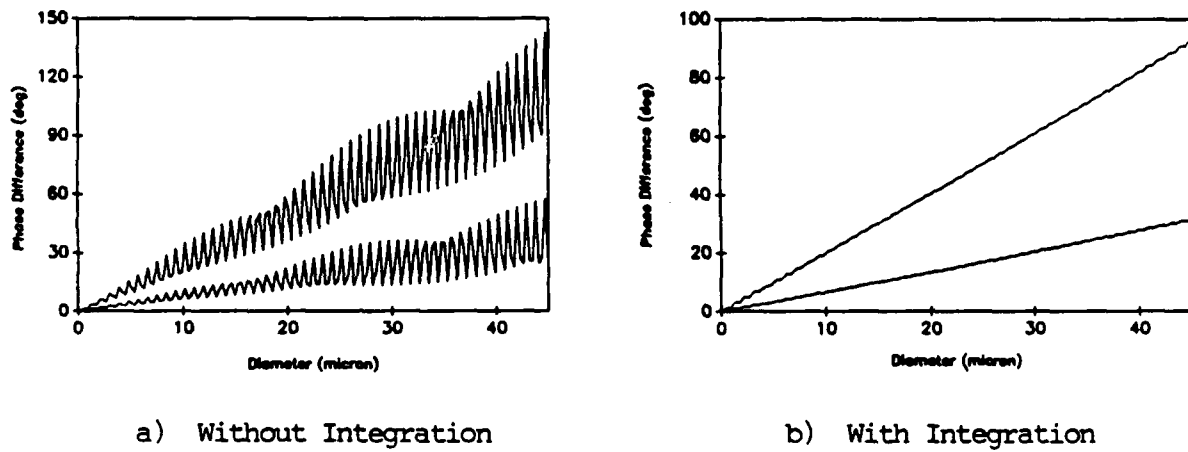 150
120
90
60
30
0
Phase Difference (deg)
0 10 20 30 40
Diameter (micron)
a) Without Integration
100
80
60
40
20
0
Phase Difference (deg)
0 10 20 30 40
Diameter (micron)
b) With Integration